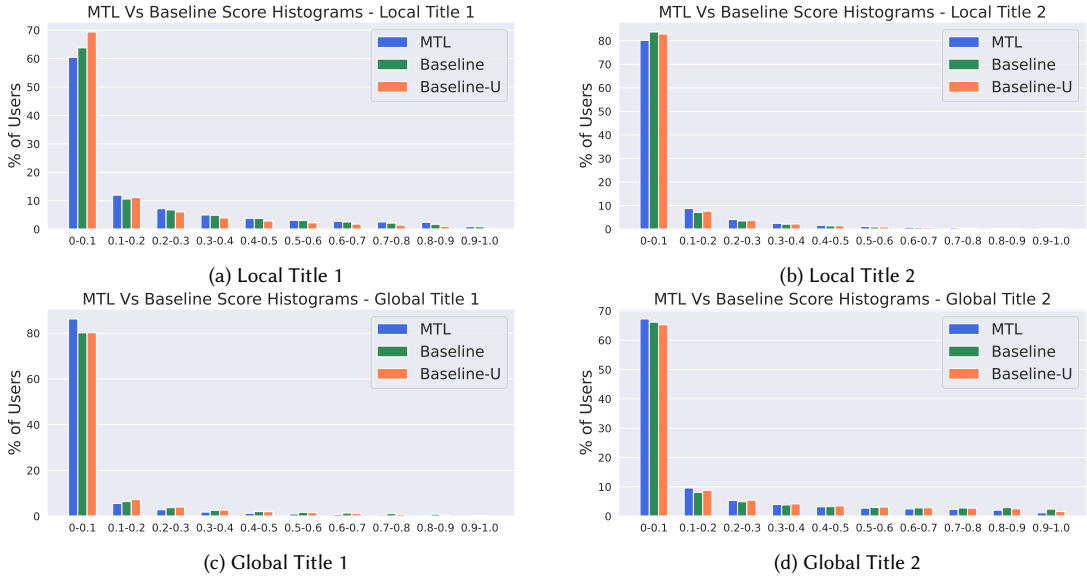 MTL Vs Baseline Score Histograms - Local Title 1
% of Users
70
60
50
40
30
20
10
0
MTL
Baseline
Baseline-U
0-0.1 0.1-0.2 0.2-0.3 0.3-0.4 0.4-0.5 0.5-0.6 0.6-0.7 0.7-0.8 0.8-0.9 0.9-1.0
(a) Local Title 1
MTL Vs Baseline Score Histograms - Local Title 2
% of Users
80
70
60
50
40
30
20
10
0
MTL
Baseline
Baseline-U
0-0.1 0.1-0.2 0.2-0.3 0.3-0.4 0.4-0.5 0.5-0.6 0.6-0.7 0.7-0.8 0.8-0.9 0.9-1.0
(b) Local Title 2
MTL Vs Baseline Score Histograms - Global Title 1
% of Users
80
60
40
20
0
MTL
Baseline
Baseline-U
0-0.1 0.1-0.2 0.2-0.3 0.3-0.4 0.4-0.5 0.5-0.6 0.6-0.7 0.7-0.8 0.8-0.9 0.9-1.0
(c) Global Title 1
MTL Vs Baseline Score Histograms - Global Title 2
% of Users
70
60
50
40
30
20
10
0
MTL
Baseline
Baseline-U
0-0.1 0.1-0.2 0.2-0.3 0.3-0.4 0.4-0.5 0.5-0.6 0.6-0.7 0.7-0.8 0.8-0.9 0.9-1.0
(d) Global Title 2